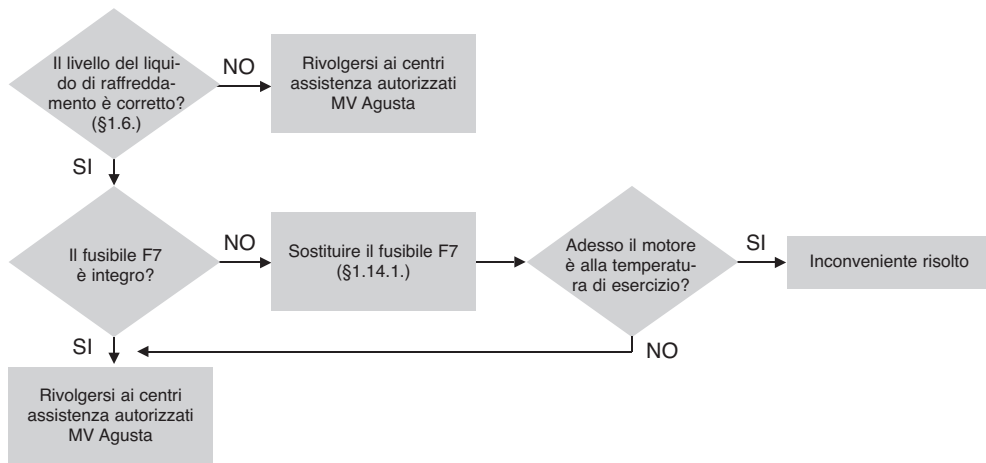 Il livello del liqui-
do di raffredda-
mento è corretto?
(§1.6.)
NO
Rivolgersi ai centri
assistenza autorizzati
MV Agusta
SI
Il fusibile F7
è integro?
NO
Sostituire il fusibile F7
(§1.14.1.)
Adesso il motore
è alla temperatu-
ra di esercizio?
SI
Inconveniente risolto
SI
NO
Rivolgersi ai centri
assistenza autorizzati
MV Agusta